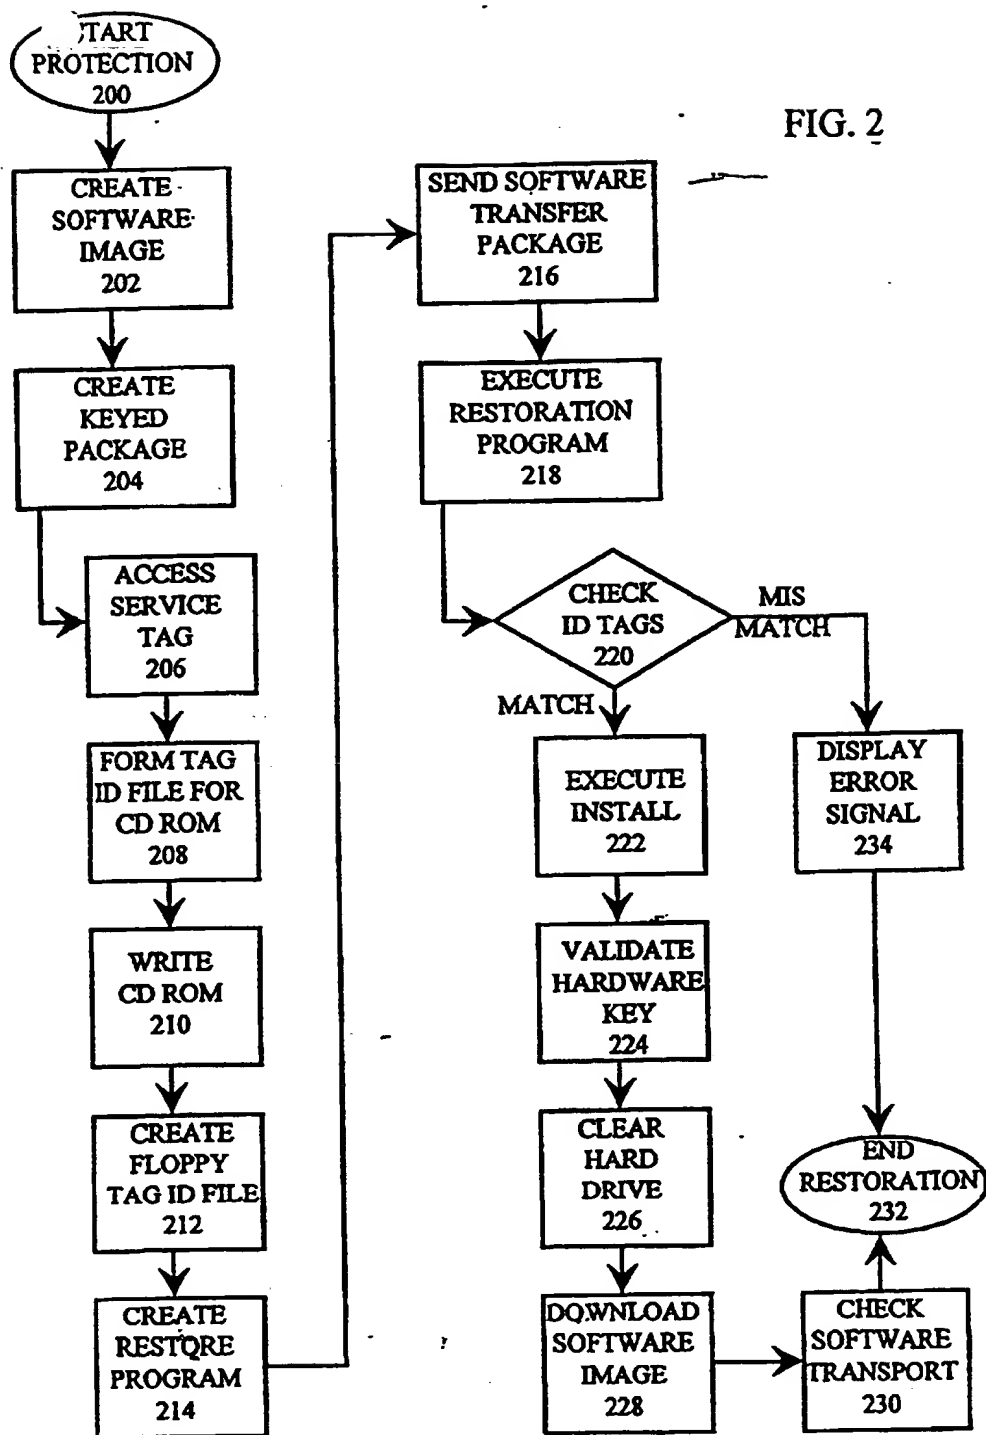 START
PROTECTION
200
FIG. 2
CREATE
SOFTWARE
IMAGE
202
CREATE
KEYED
PACKAGE
204
ACCESS
SERVICE
TAG
206
FORM TAG
ID FILE FOR
CD ROM
208
WRITE
CD ROM
210
CREATE
FLOPPY
TAG ID FILE
212
CREATE
RESTORE
PROGRAM
214
SEND SOFTWARE
TRANSFER
PACKAGE
216
EXECUTE
RESTORATION
PROGRAM
218
CHECK
ID TAGS
220
MIS
MATCH
MATCH
EXECUTE
INSTALL
222
VALIDATE
HARDWARE
KEY
224
CLEAR
HARD
DRIVE
226
DOWNLOAD
SOFTWARE
IMAGE
228
CHECK
SOFTWARE
TRANSPORT
230
DISPLAY
ERROR
SIGNAL
234
END
RESTORATION
232